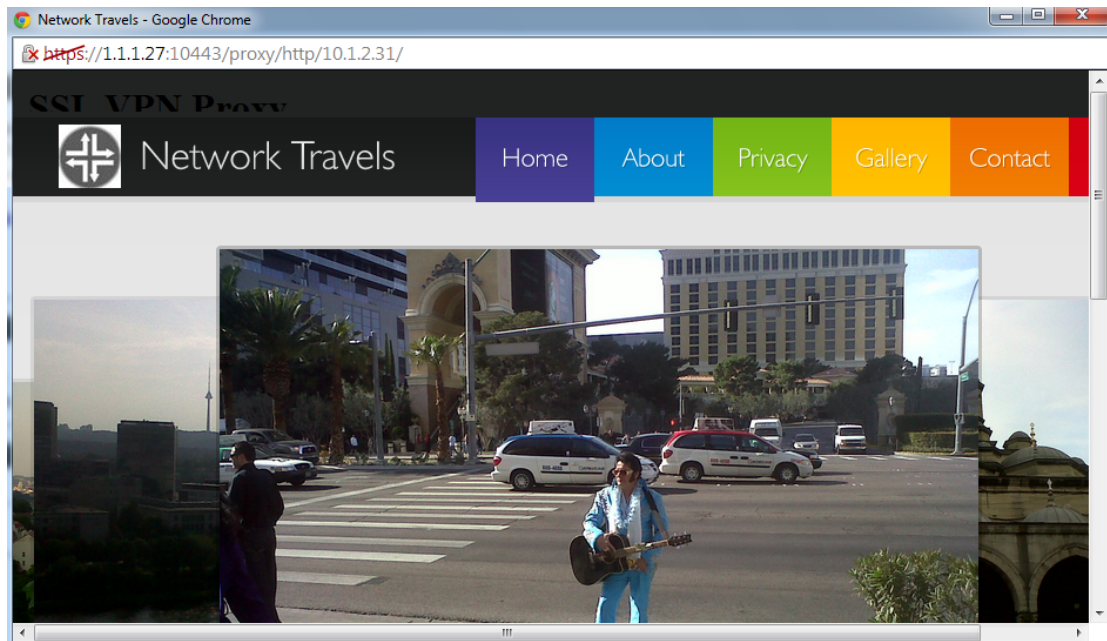 Network Travels - Google Chrome
https://1.1.1.27:10443/proxy/http/10.1.2.31/
SSL VPN Proxy
Network Travels
Home
About
Privacy
Gallery
Contact